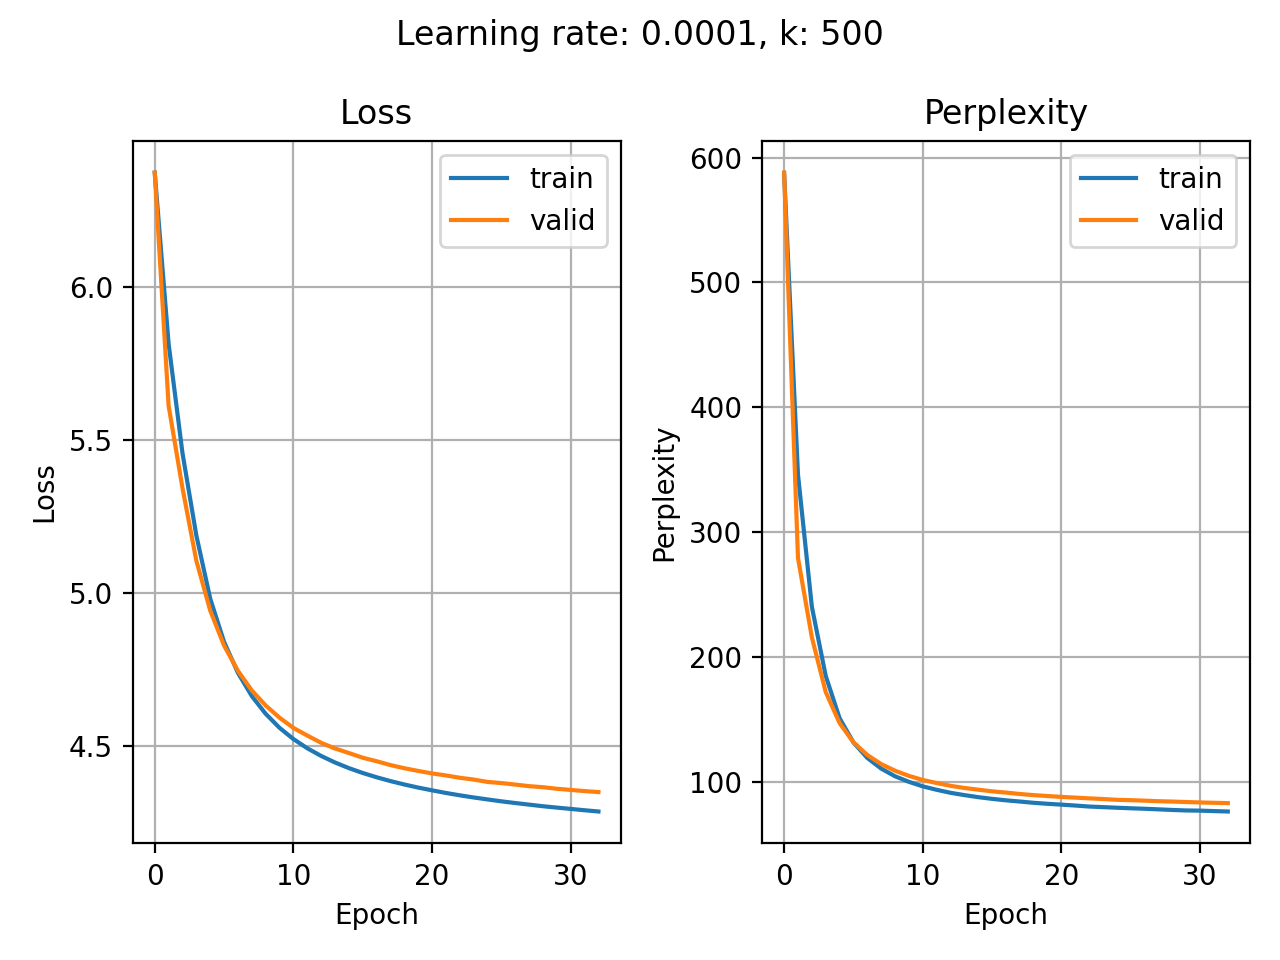 Learning rate: 0.0001, k: 500
Loss
train
valid
6.0
5.5
5.0
4.5
Loss
0 10 20 30
Epoch
Perplexity
train
valid
600
500
400
300
200
100
Perplexity
0 10 20 30
Epoch